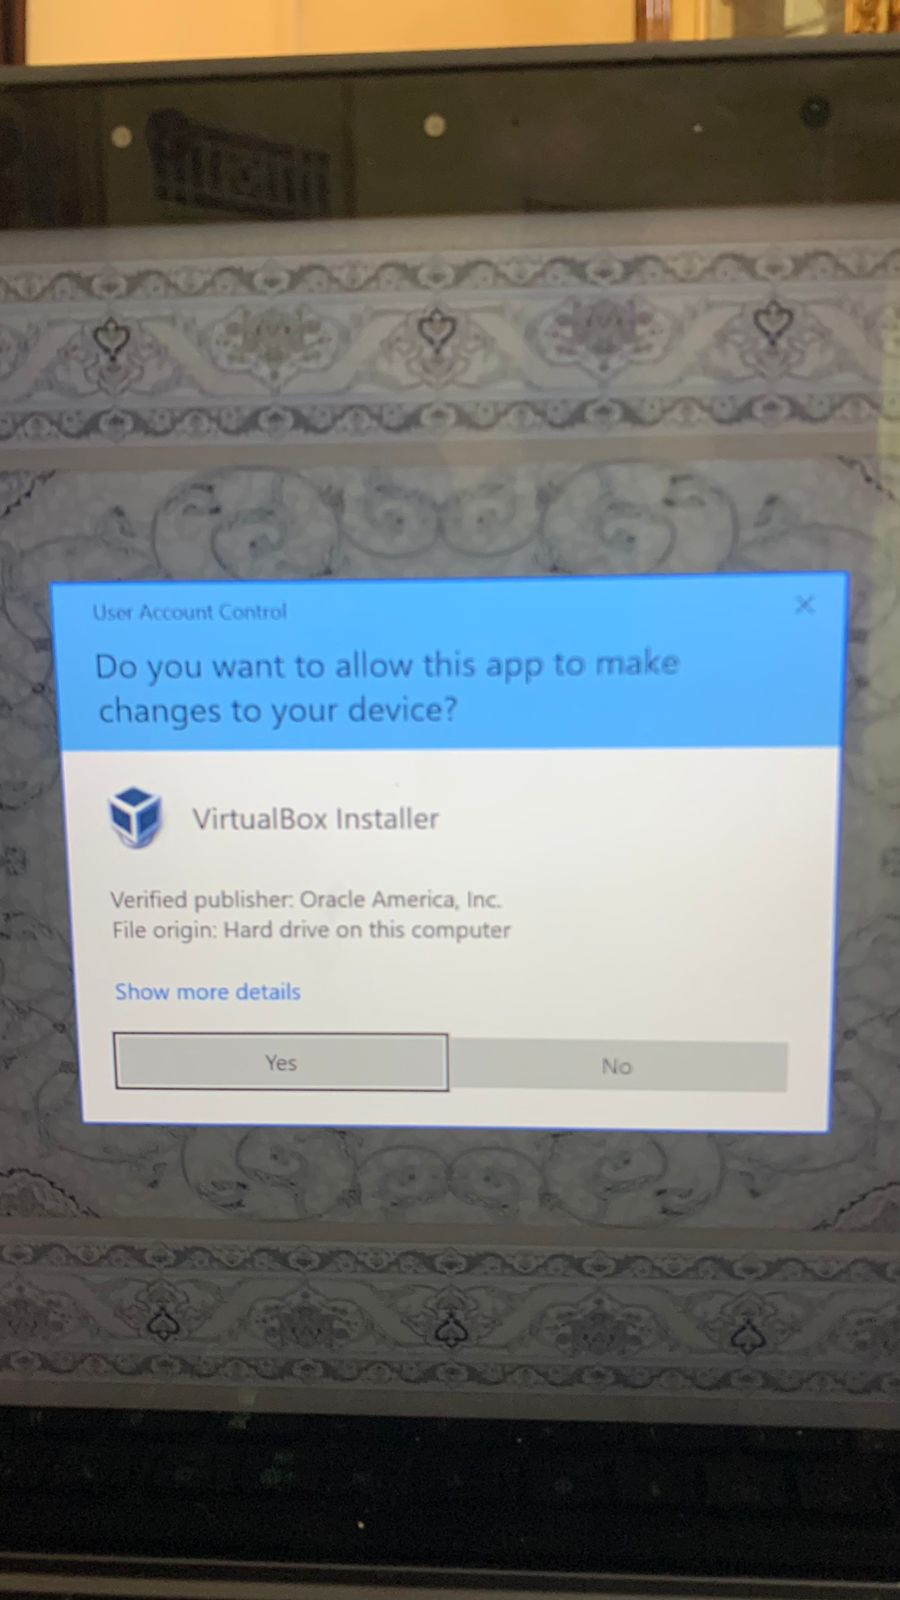 User Account Control
Do you want to allow this app to make
changes to your device?
VirtualBox Installer
Verified publisher: Oracle America, Inc.
File origin: Hard drive on this computer
Show more details
Yes
No